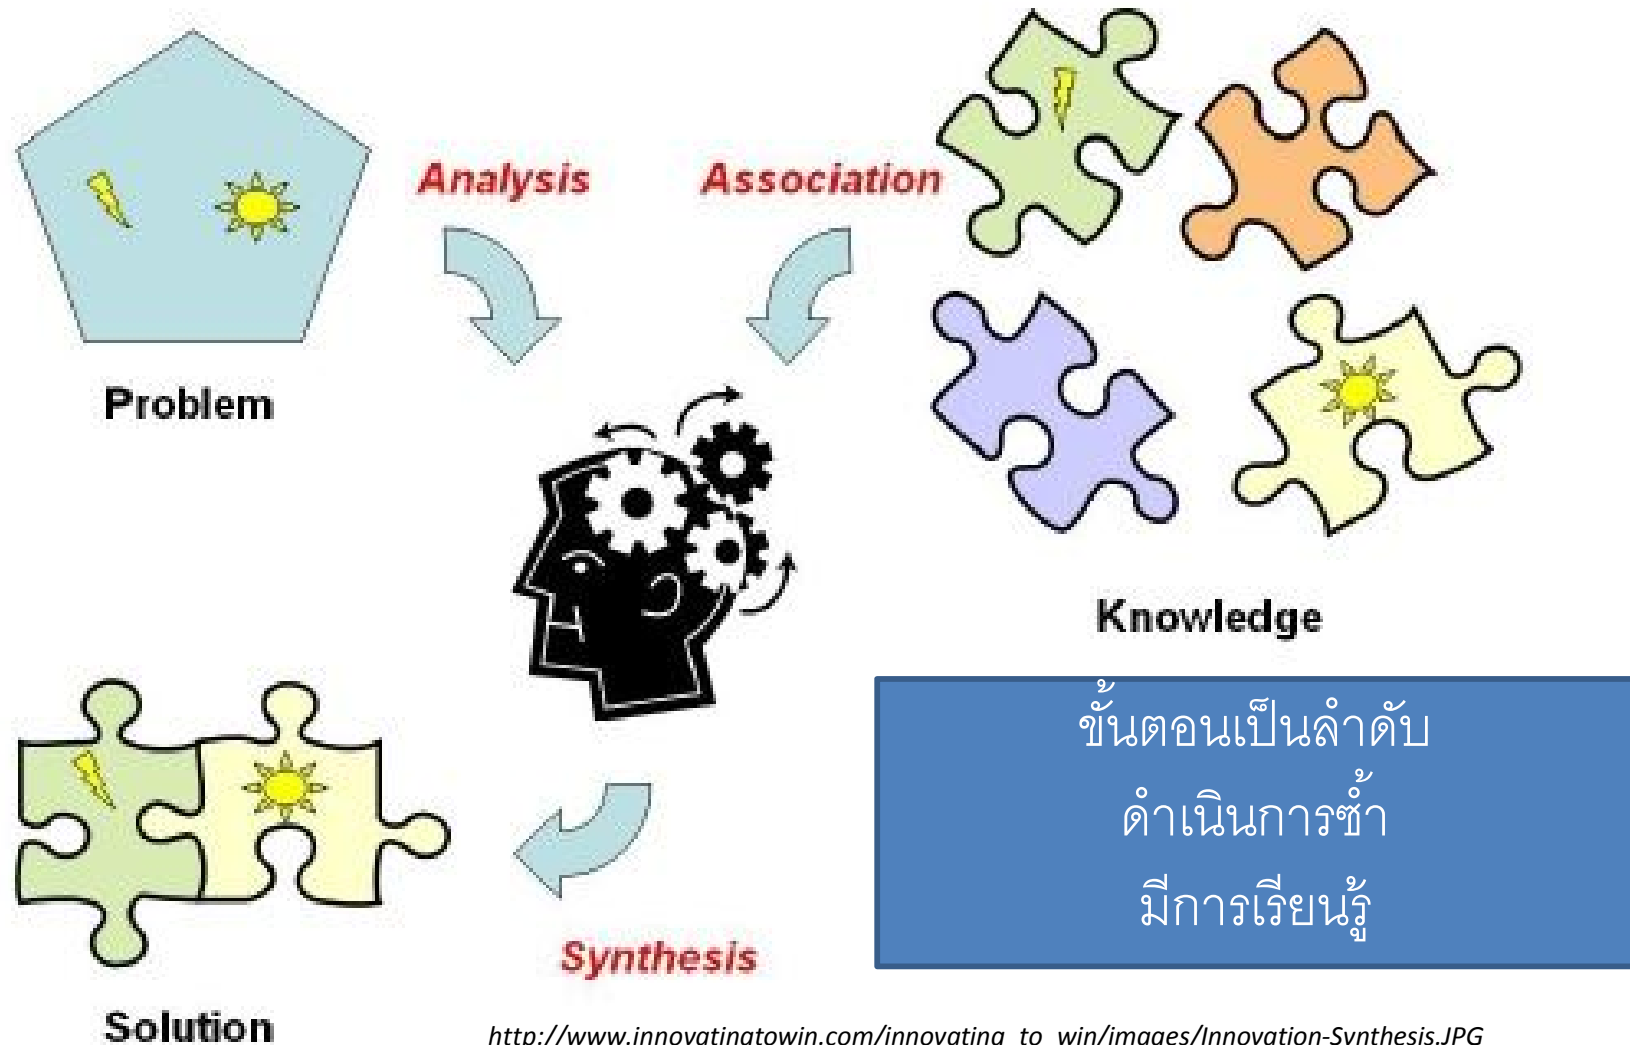 Analysis
Association
Problem
Knowledge
ขั้นตอนเป็นลำดับ
ดำเนินการซ้ำ
มีการเรียนรู้
Synthesis
Solution
http://www.innovatingtowin.com/innovating_to_win/images/Innovation-Synthesis.JPG